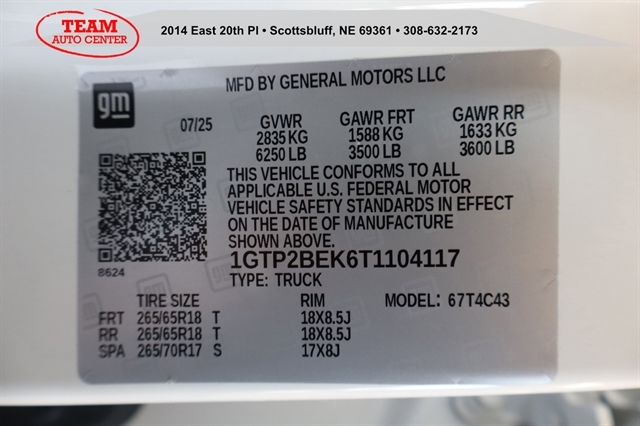 TEAM
AUTO CENTER
2014 East 20th Pl • Scottsbluff, NE 69361 • 308-632-2173
MFD BY GENERAL MOTORS LLC
gm
07/25
GVWR GAWR FRT GAWR RR
2835 KG 1588 KG 1633 KG
6250 LB 3500 LB 3600 LB
THIS VEHICLE CONFORMS TO ALL
APPLICABLE U.S. FEDERAL MOTOR
VEHICLE SAFETY STANDARDS IN EFFECT
ON THE DATE OF MANUFACTURE
SHOWN ABOVE.
8624
1GTP2BEK6T1104117
TYPE: TRUCK
TIRE SIZE RIM MODEL: 67T4C43
FRT 265/65R18 T 18X8.5J
RR 265/65R18 T 18X8.5J
SPA 265/70R17 S 17X8J